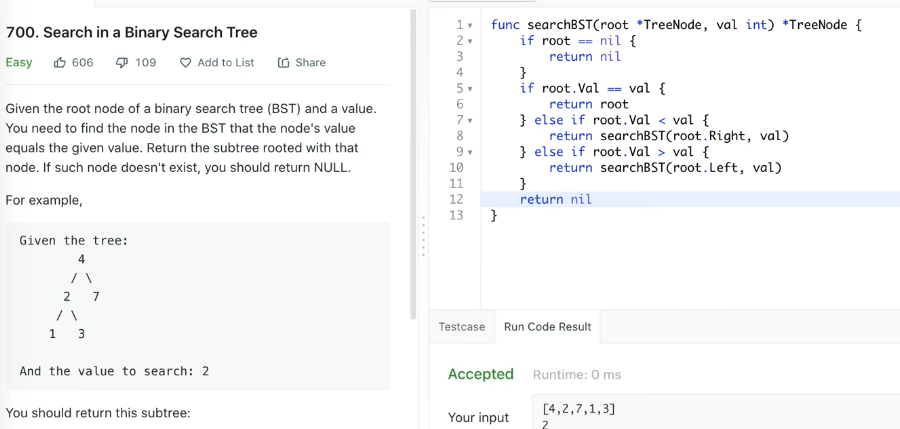 700. Search in a Binary Search Tree
Easy 606 109 Add to List Share
Given the root node of a binary search tree (BST) and a value.
You need to find the node in the BST that the node's value
equals the given value. Return the subtree rooted with that
node. If such node doesn't exist, you should return NULL.
For example,
Given the tree:
4
/ \
2 7
/ \
1 3
And the value to search: 2
You should return this subtree:
1 func searchBST(root *TreeNode, val int) *TreeNode {
2 if root == nil {
3 return nil
4 }
5 if root.Val == val {
6 return root
7 } else if root.Val < val {
8 return searchBST(root.Right, val)
9 } else if root.Val > val {
10 return searchBST(root.Left, val)
11 }
12 return nil
13 }
Testcase Run Code Result
Accepted Runtime: 0 ms
Your input
[4,2,7,1,3]
2